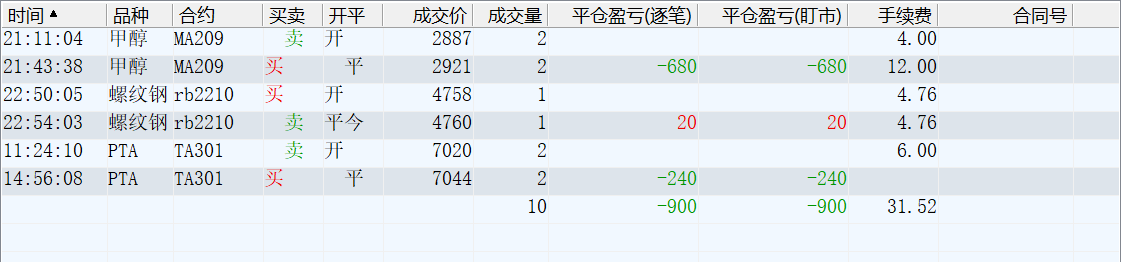 时间 品种 合约 买卖 开平 成交价 成交量 平仓盈亏(逐笔) 平仓盈亏(盯市) 手续费 合同号
21:11:04 甲醇 MA209 卖 开 2887 2 4.00
21:43:38 甲醇 MA209 买 平 2921 2 -680 -680 12.00
22:50:05 螺纹钢 rb2210 买 开 4758 1 4.76
22:54:03 螺纹钢 rb2210 卖 平今 4760 1 20 20 4.76
11:24:10 PTA TA301 卖 开 7020 2 6.00
14:56:08 PTA TA301 买 平 7044 2 -240 -240
10 -900 -900 31.52